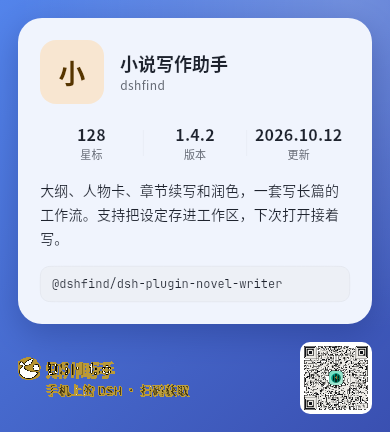 小
小说写作助手
dshfind
128
星标
1.4.2
版本
2026.10.12
更新
大纲、人物卡、章节续写和润色，一套写长篇的
工作流。支持把设定存进工作区，下次打开接着
写。
@dshfind/dsh-plugin-novel-writer
手机上的 DSH · 扫码获取